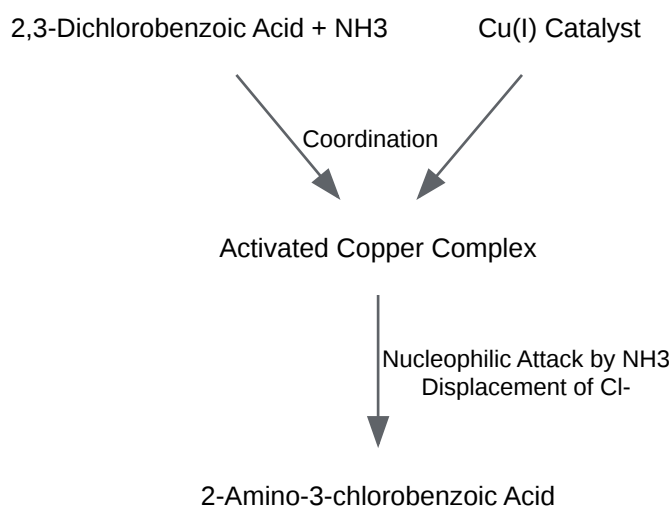 2,3-Dichlorobenzoic Acid + NH3
Cu(I) Catalyst
Coordination
Activated Copper Complex
Nucleophilic Attack by NH3
Displacement of Cl-
2-Amino-3-chlorobenzoic Acid